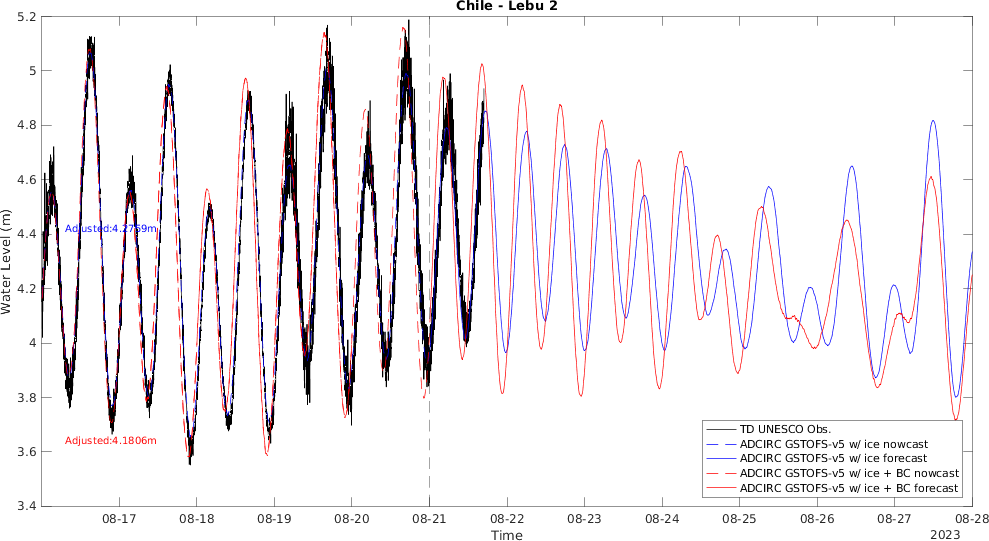 Chile - Lebu 2
5.2
5
4.8
4.6
4.4
4.2
4
3.8
3.6
3.4
Water Level (m)
Adjusted:4.2769m
Adjusted:4.1806m
TD UNESCO Obs.
ADCIRC GSTOFS-v5 w/ ice nowcast
ADCIRC GSTOFS-v5 w/ ice forecast
ADCIRC GSTOFS-v5 w/ ice + BC nowcast
ADCIRC GSTOFS-v5 w/ ice + BC forecast
08-17 08-18 08-19 08-20 08-21 08-22 08-23 08-24 08-25 08-26 08-27 08-28
Time
2023